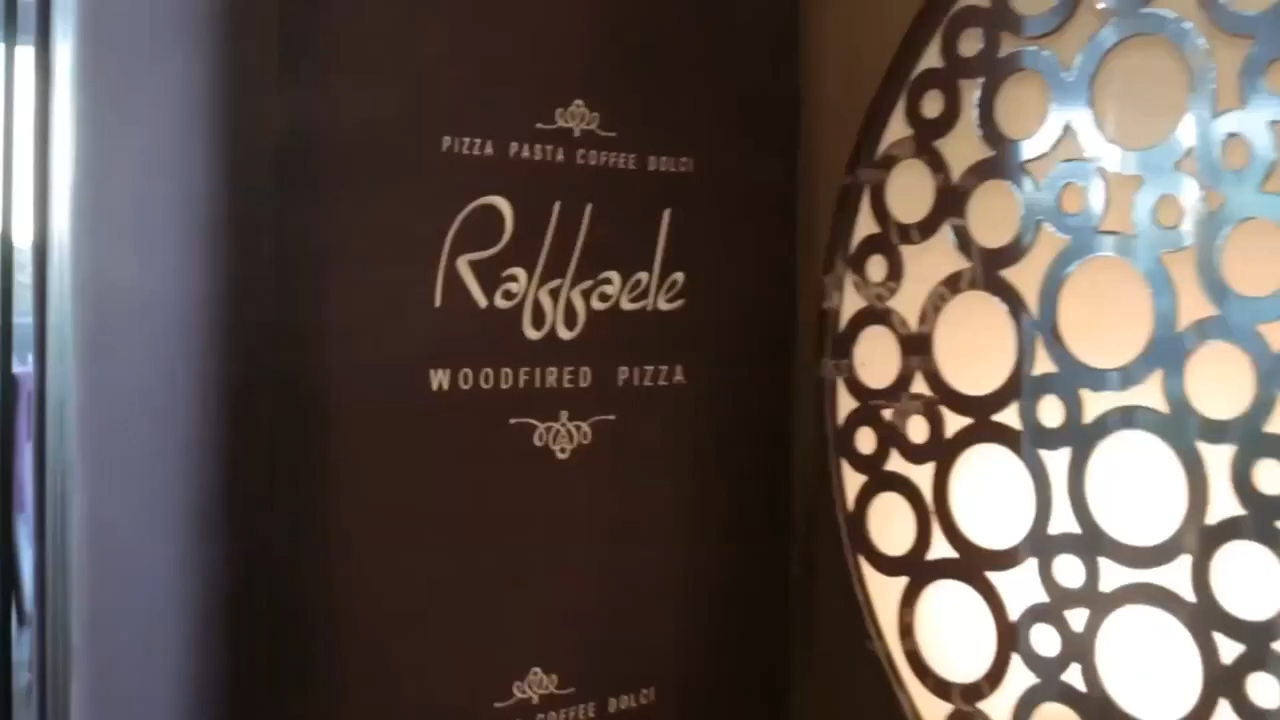 PIZZA PASTA COFFEE DOLCI
Raffaele
WOODFIRED PIZZA
COFFEE DOLCI